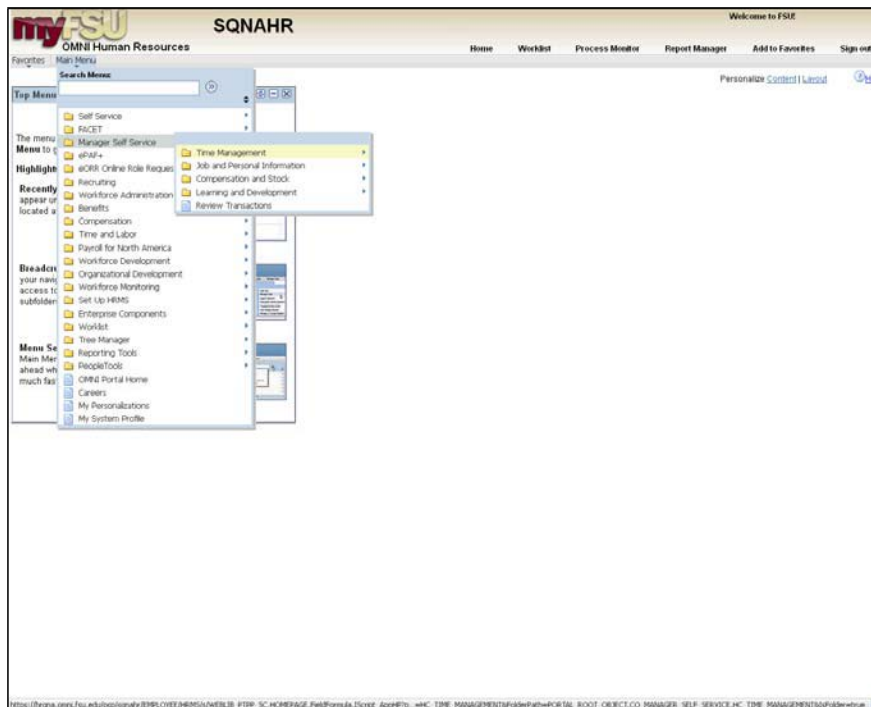 myFSU
SQNAHR
Welcome to FSU!
OMNI Human Resources
Home Worklist Process Monitor Report Manager Add to Favorites Sign out
Favorites Main Menu
Search Menu:
Personalize Content | Layout
Top Menu
Self Service
FACET
The menu
Manager Self Service
Menu to
ePAF+
Time Management
Highlight
eORR Online Role Reques
Job and Personal Information
Recruiting
Compensation and Stock
Recently
Workforce Administration
Learning and Development
appear
Benefits
Review Transactions
located
Compensation
Time and Labor
Payroll for North America
Workforce Development
Breadcr
Organizational Development
your navi
Workforce Monitoring
access to
Set Up HRMS
subfolder
Enterprise Components
Worklist
Tree Manager
Menu Se
Reporting Tools
Main Mer
PeopleTools
ahead wh
OMNI Portal Home
much fas
Careers
My Personalizations
My System Profile